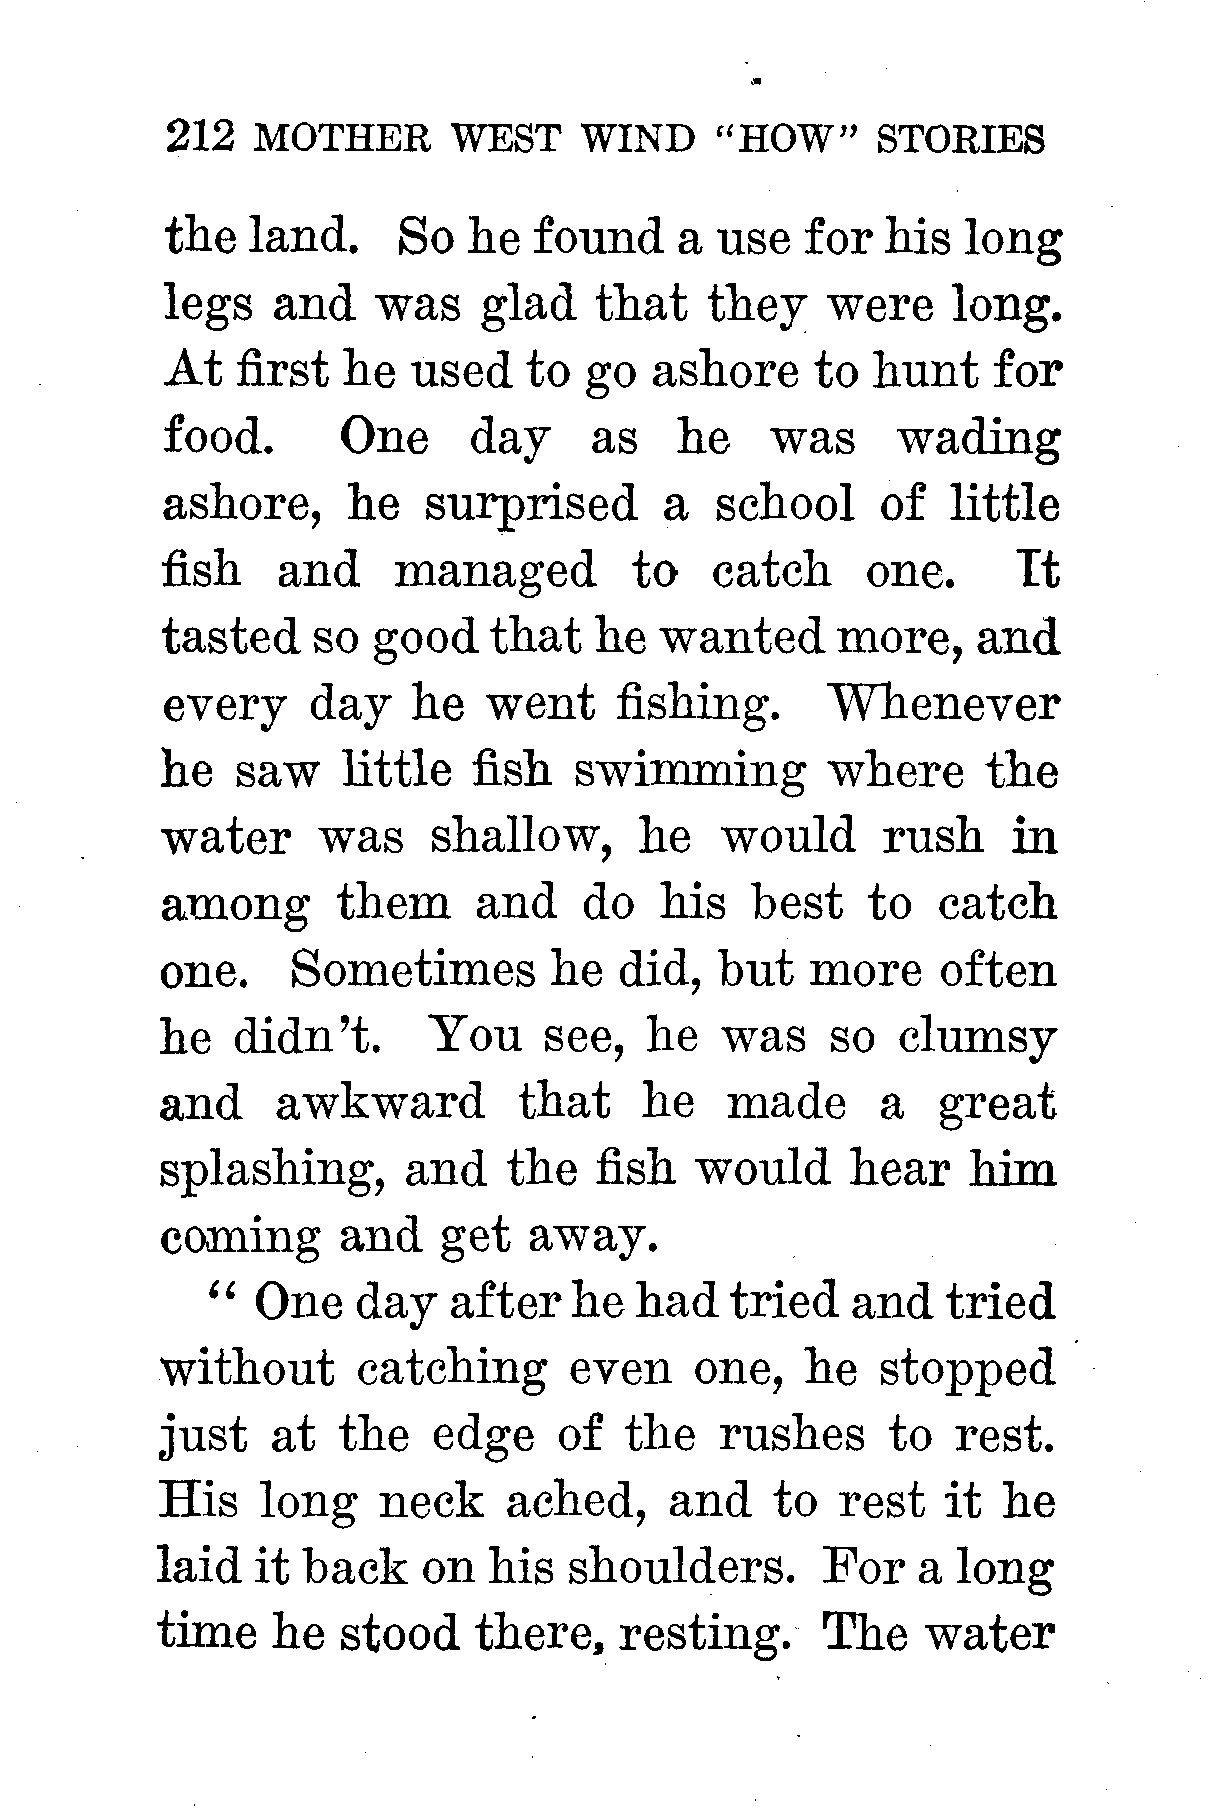 212 MOTHER WEST WIND "HOW" STORIES
the land. So he found a use for his long
legs and was glad that they were long.
At first he used to go ashore to hunt for
food. One day as he was wading
ashore, he surprised a school of little
fish and managed to catch one. It
tasted so good that he wanted more, and
every day he went fishing. Whenever
he saw little fish swimming where the
water was shallow, he would rush in
among them and do his best to catch
one. Sometimes he did, but more often
he didn't. You see, he was so clumsy
and awkward that he made a great
splashing, and the fish would hear him
coming and get away.
" One day after he had tried and tried
without catching even one, he stopped
just at the edge of the rushes to rest.
His long neck ached, and to rest it he
laid it back on his shoulders. For a long
time he stood there, resting. The water